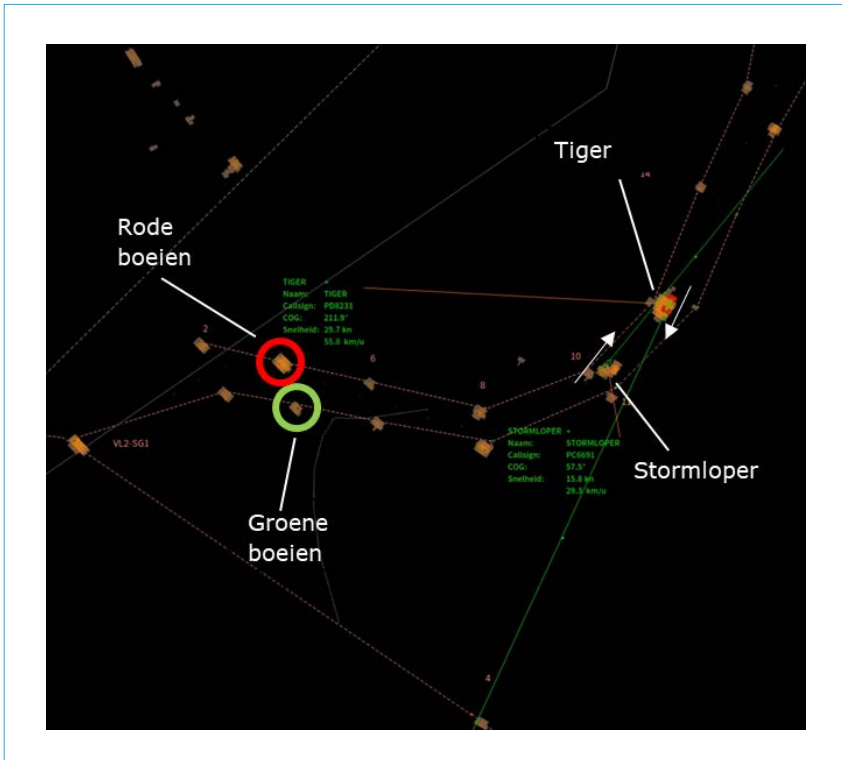 Tiger
14
Rode
boeien
TIGER +
Naam: TIGER
Callsign: PD8231
COG: 211.9°
Snelheid: 29.7 kn
55.0 km/u
2
6
10
8
STORMLOPER +
Naam: STORMLOPER
Callsign: PC6691
COG: 57.5°
Snelheid: 15.8 kn
29.3 km/u
VL2-SG1
Stormloper
Groene
boeien
4